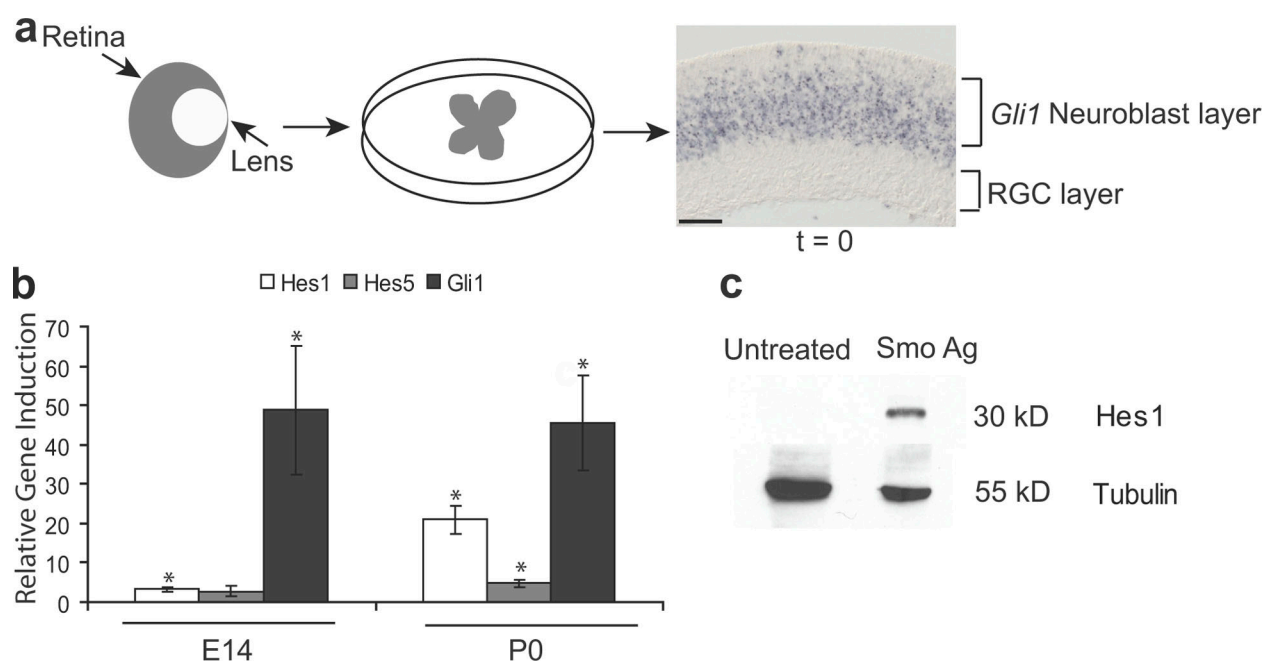 a
Retina
Lens
Gli1 Neuroblast layer
RGC layer
t = 0
b
Hes1 Hes5 Gli1
Relative Gene Induction
70
60
50
40
30
20
10
0
*
*
*
*
*
E14
P0
c
Untreated Smo Ag
30 kD Hes1
55 kD Tubulin